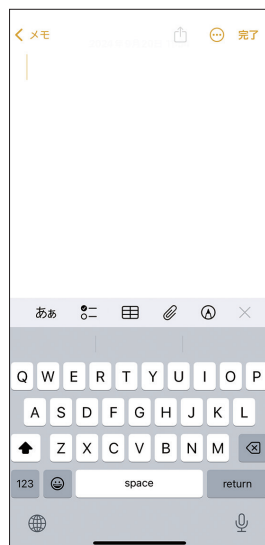 メモ
完了
あぁ
Q W E R T Y U I O P
A S D F G H J K L
Z X C V B N M
123 space return